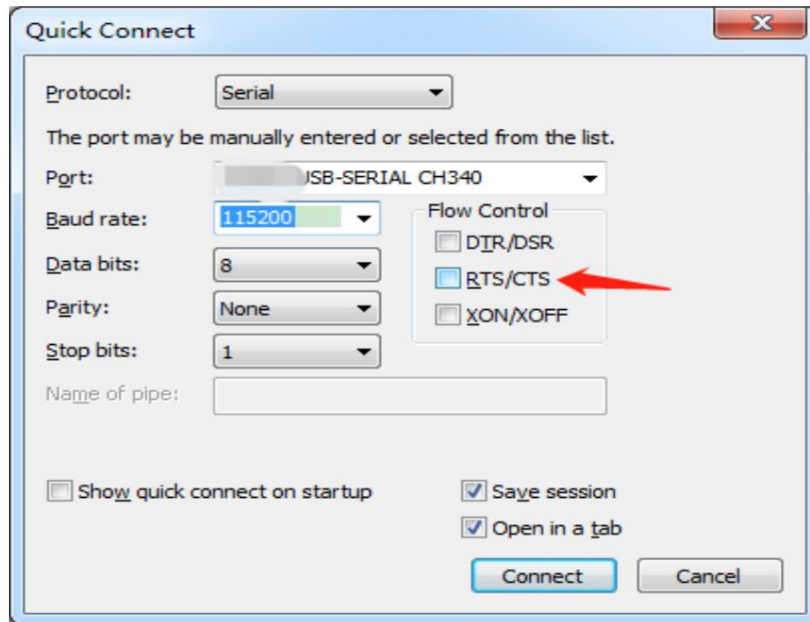 Quick Connect
Protocol: Serial
The port may be manually entered or selected from the list.
Port: USB-SERIAL CH340
Baud rate: 115200
Flow Control
DTR/DSR
Data bits: 8
RTS/CTS
Parity: None
XON/XOFF
Stop bits: 1
Name of pipe:
Show quick connect on startup
Save session
Open in a tab
Connect
Cancel